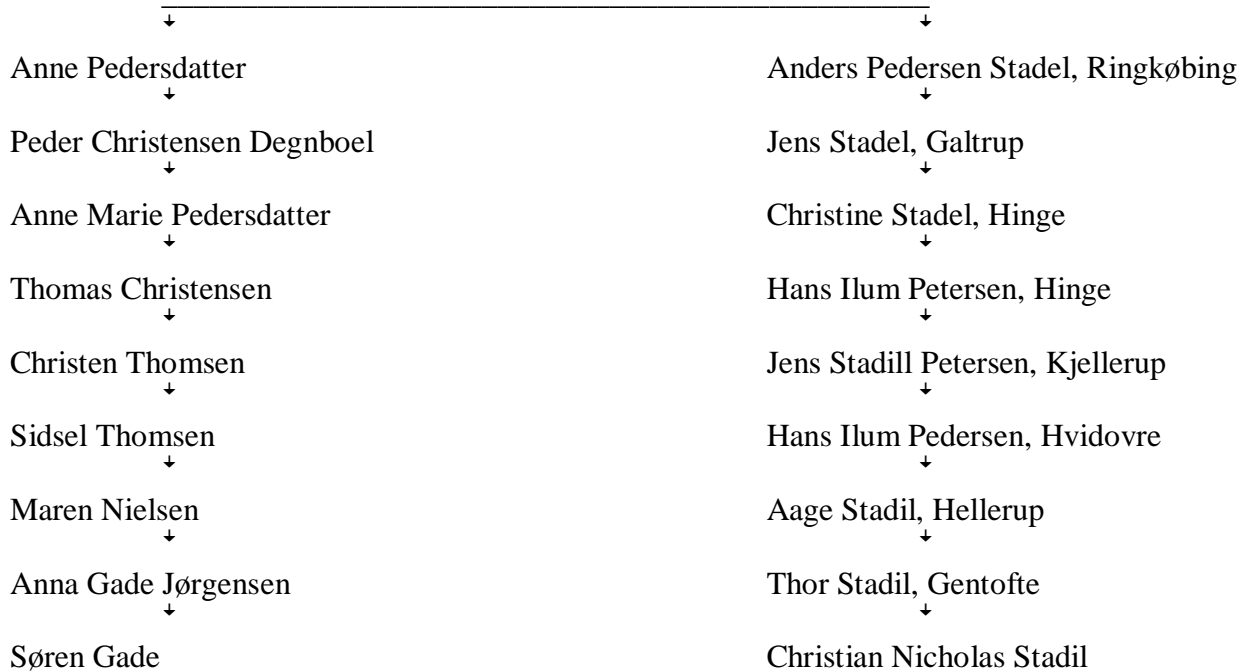 Anne Pedersdatter Anders Pedersen Stadel, Ringkøbing
Peder Christensen Degnboel Jens Stadel, Galtrup
Anne Marie Pedersdatter Christine Stadel, Hinge
Thomas Christensen Hans Ilum Petersen, Hinge
Christen Thomsen Jens Stadill Petersen, Kjellerup
Sidsel Thomsen Hans Ilum Pedersen, Hvidovre
Maren Nielsen Aage Stadil, Hellerup
Anna Gade Jørgensen Thor Stadil, Gentofte
Søren Gade Christian Nicholas Stadil